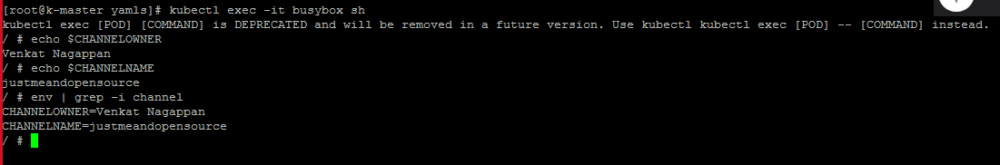 [root@k-master yamls]# kubectl exec -it busybox sh
kubectl exec [POD] [COMMAND] is DEPRECATED and will be removed in a future version. Use kubectl kubectl exec [POD] -- [COMMAND] instead.
/ # echo $CHANNELOWNER
Venkat Nagappan
/ # echo $CHANNELNAME
justmeandopensource
/ # env | grep -i channel
CHANNELOWNER=Venkat Nagappan
CHANNELNAME=justmeandopensource
/ #